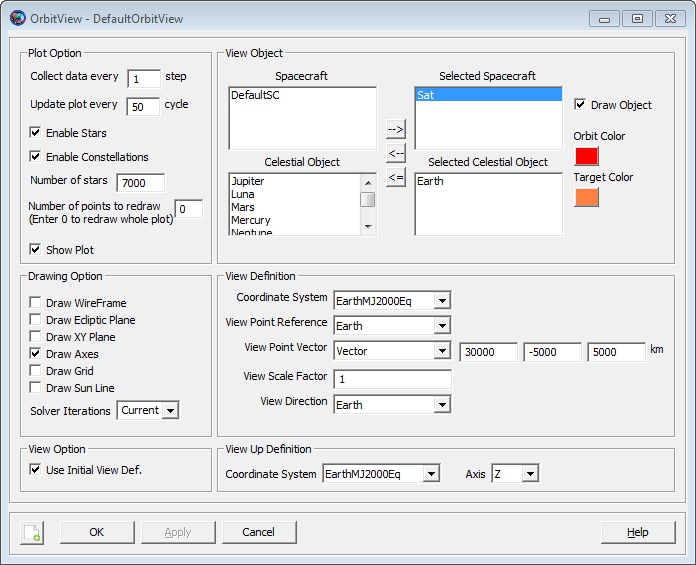 OrbitView - DefaultOrbitView
Plot Option
Collect data every 1 step
Update plot every 50 cycle
Enable Stars
Enable Constellations
Number of stars 7000
Number of points to redraw 0
(Enter 0 to redraw whole plot)
Show Plot
View Object
Spacecraft
DefaultSC
-->
<--
<=
Selected Spacecraft
Sat
Draw Object
Orbit Color
Target Color
Celestial Object
Jupiter
Luna
Mars
Mercury
Neptune
Selected Celestial Object
Earth
Drawing Option
Draw WireFrame
Draw Ecliptic Plane
Draw XY Plane
Draw Axes
Draw Grid
Draw Sun Line
Solver Iterations Current
View Definition
Coordinate System EarthMJ2000Eq
View Point Reference Earth
View Point Vector Vector 30000 -5000 5000 km
View Scale Factor 1
View Direction Earth
View Option
Use Initial View Def.
View Up Definition
Coordinate System EarthMJ2000Eq Axis Z
OK Apply Cancel Help